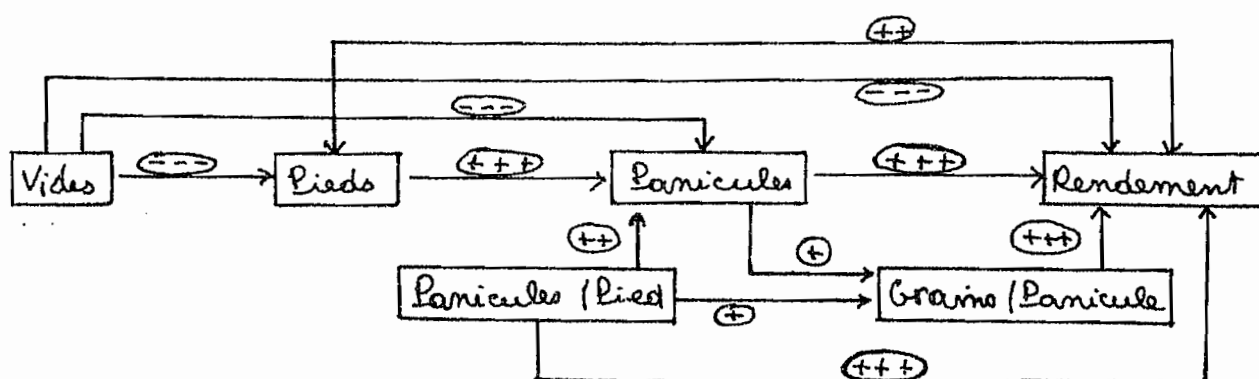 ++
---
---
Vides
---
Pieds
+++
Panicules
+++
Rendement
++
+
+++
Panicules/Pied
+
Grains/Panicule
+++